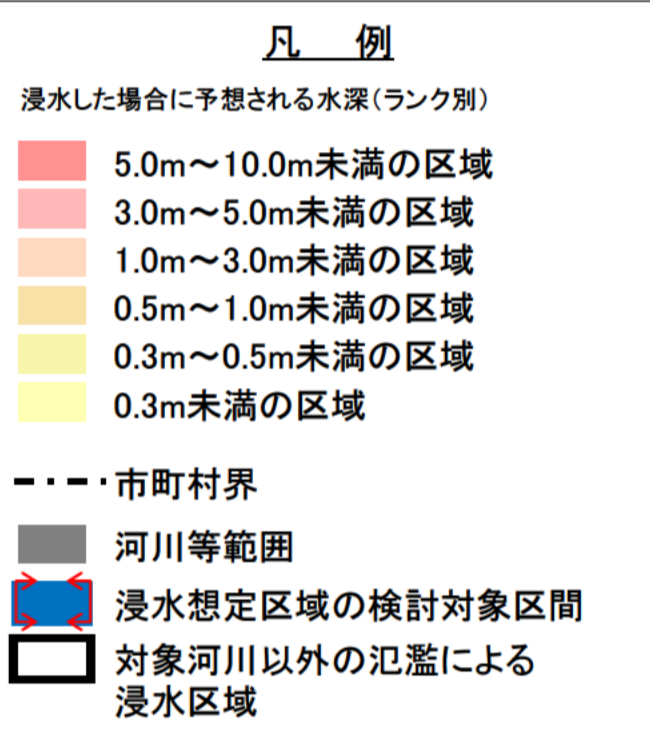 凡　例
浸水した場合に予想される水深（ランク別）
5.0m～10.0m未満の区域
3.0m～5.0m未満の区域
1.0m～3.0m未満の区域
0.5m～1.0m未満の区域
0.3m～0.5m未満の区域
0.3m未満の区域
市町村界
河川等範囲
浸水想定区域の検討対象区間
対象河川以外の氾濫による
浸水区域